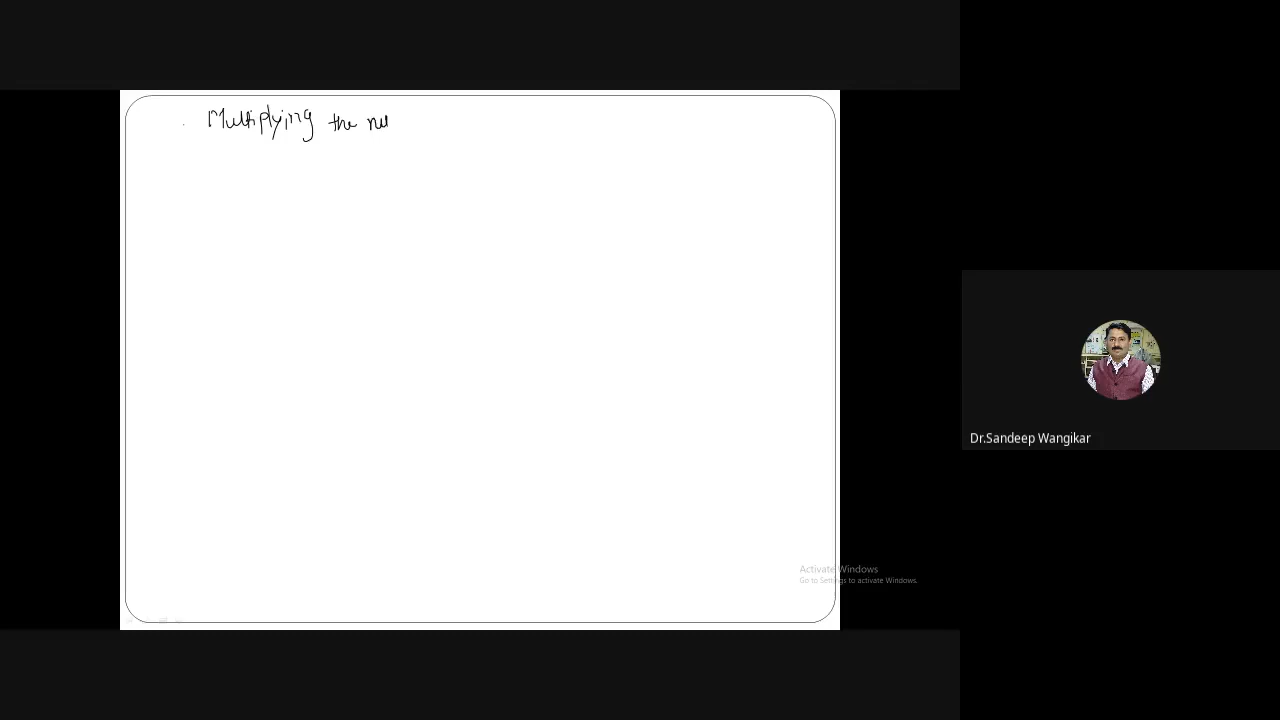 Multiplying the nu
Dr.Sandeep Wangikar
Activate Windows
Go to Settings to activate Windows.